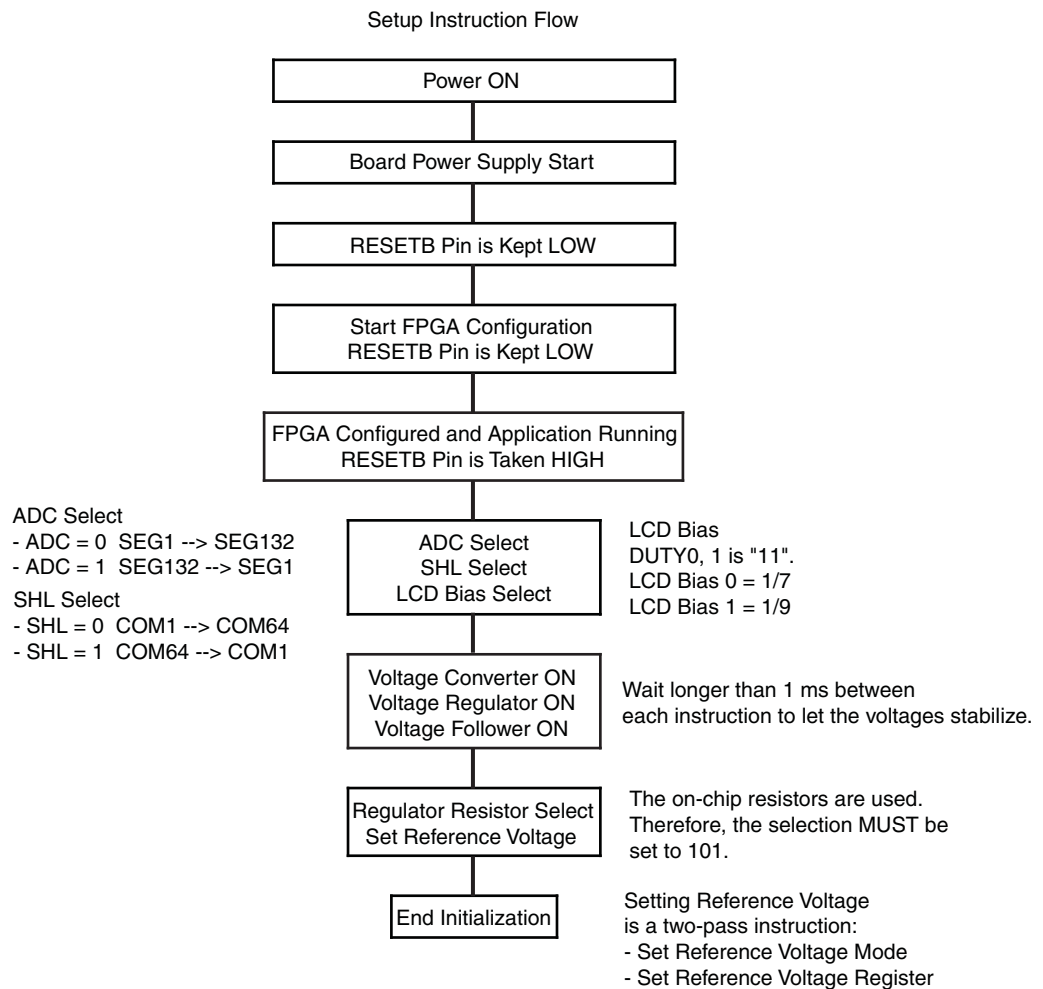 Setup Instruction Flow
Power ON
Board Power Supply Start
RESETB Pin is Kept LOW
Start FPGA Configuration
RESETB Pin is Kept LOW
FPGA Configured and Application Running
RESETB Pin is Taken HIGH
ADC Select
- ADC = 0 SEG1 --> SEG132
- ADC = 1 SEG132 --> SEG1
SHL Select
- SHL = 0 COM1 --> COM64
- SHL = 1 COM64 --> COM1
ADC Select
SHL Select
LCD Bias Select
LCD Bias
DUTY0, 1 is "11".
LCD Bias 0 = 1/7
LCD Bias 1 = 1/9
Voltage Converter ON
Voltage Regulator ON
Voltage Follower ON
Wait longer than 1 ms between
each instruction to let the voltages stabilize.
Regulator Resistor Select
Set Reference Voltage
The on-chip resistors are used.
Therefore, the selection MUST be
set to 101.
End Initialization
Setting Reference Voltage
is a two-pass instruction:
- Set Reference Voltage Mode
- Set Reference Voltage Register